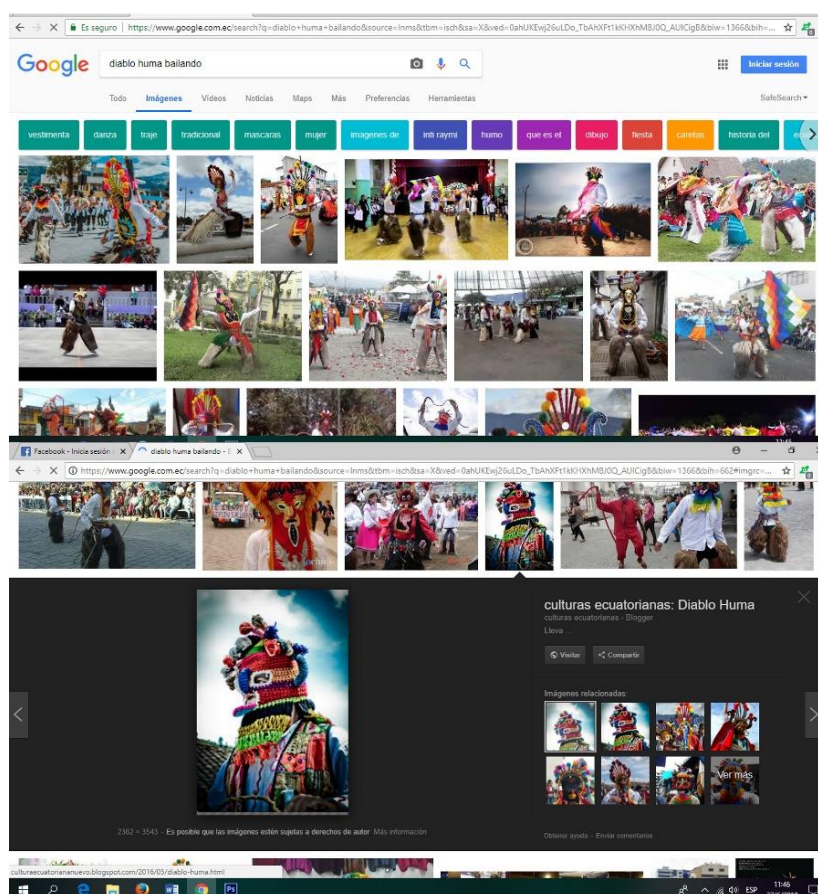 Es seguro | https://www.google.com.ec/search?q=diablo+huma+bailando&source=lnms&tbm=isch&sa=X&ved=0ahUKEwj26uLDo_TbAhXFt1kKHXhMBJ0Q_AUICigB&biw=1366&bih=...
Google diablo huma bailando Iniciar sesión
Todo Imágenes Vídeos Noticias Maps Más Preferencias Herramientas SafeSearch
vestimenta danza traje tradicional mascaras mujer imagenes de inti raymi humo que es el dibujo fiesta caretas historia del
11:45
Facebook - Inicia sesión diablo huma bailando -
https://www.google.com.ec/search?q=diablo+huma+bailando&source=lnms&tbm=isch&sa=X&ved=0ahUKEwj26uLDo_TbAhXFt1kKHXhMBJ0Q_AUICigB&biw=1366&bih=662#imgrc=...
culturas ecuatorianas: Diablo Huma
culturas ecuatorianas - Blogger
Lleva ...
Visitar Compartir
Imágenes relacionadas:
Ver más
2362 × 3543 - Es posible que las imágenes estén sujetas a derechos de autor Más información
Obtener ayuda - Enviar comentarios
culturaecuatoriananuevo.blogspot.com/2016/05/diablo-huma.html
Ps ESP 11:46